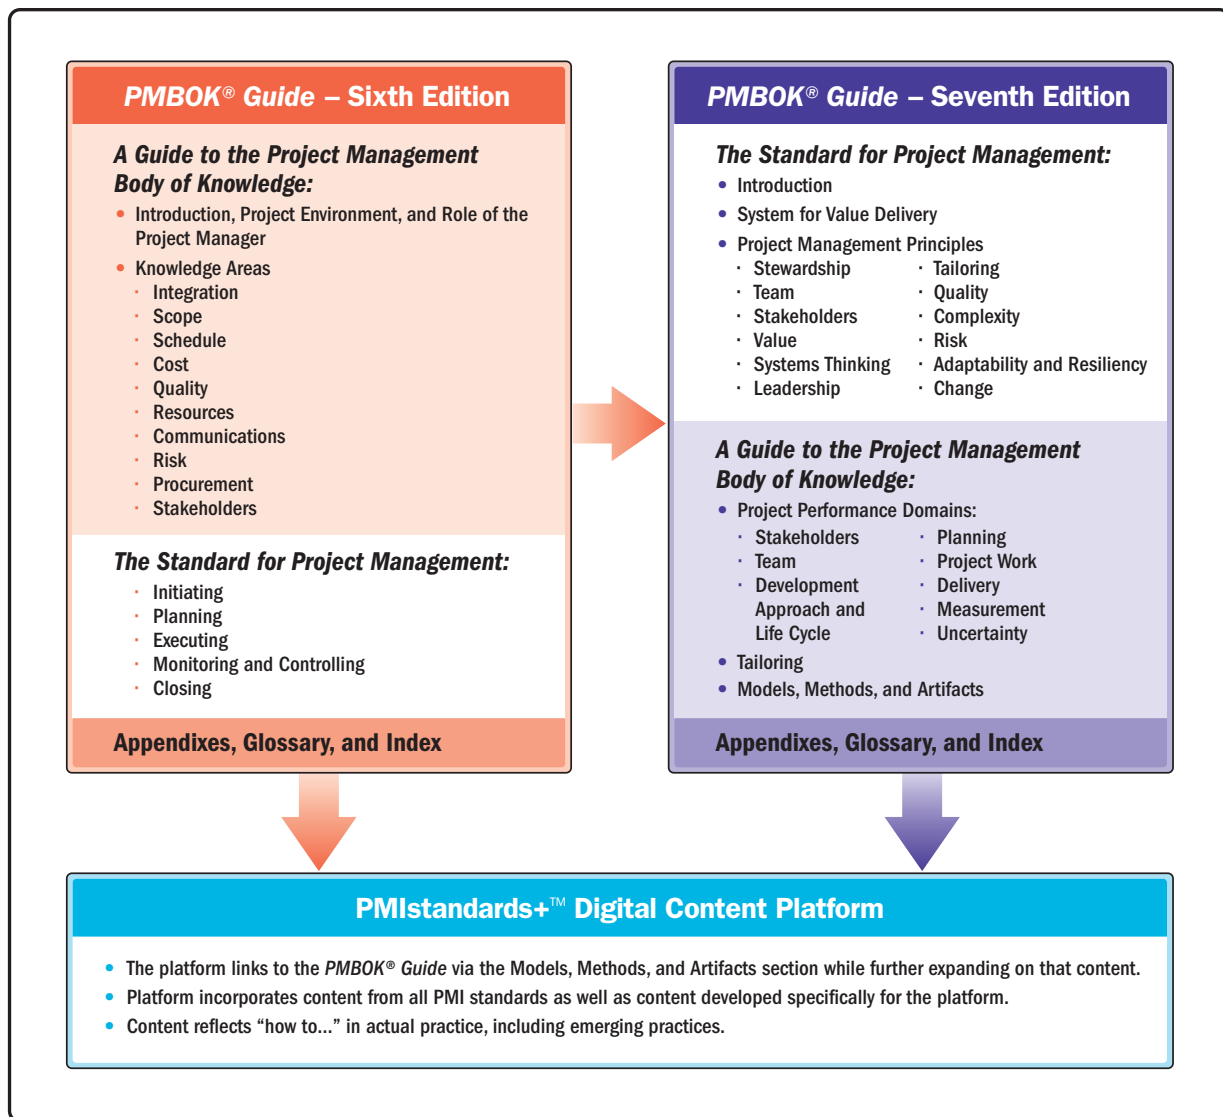 PMBOK® Guide – Sixth Edition
A Guide to the Project Management
Body of Knowledge:
• Introduction, Project Environment, and Role of the
Project Manager
• Knowledge Areas
· Integration
· Scope
· Schedule
· Cost
· Quality
· Resources
· Communications
· Risk
· Procurement
· Stakeholders
The Standard for Project Management:
· Initiating
· Planning
· Executing
· Monitoring and Controlling
· Closing
Appendixes, Glossary, and Index
PMBOK® Guide – Seventh Edition
The Standard for Project Management:
• Introduction
• System for Value Delivery
• Project Management Principles
· Stewardship
· Team
· Stakeholders
· Value
· Systems Thinking
· Leadership
· Tailoring
· Quality
· Complexity
· Risk
· Adaptability and Resiliency
· Change
A Guide to the Project Management
Body of Knowledge:
• Project Performance Domains:
· Stakeholders
· Team
· Development
Approach and
Life Cycle
· Planning
· Project Work
· Delivery
· Measurement
· Uncertainty
• Tailoring
• Models, Methods, and Artifacts
Appendixes, Glossary, and Index
PMIstandards+™ Digital Content Platform
• The platform links to the PMBOK® Guide via the Models, Methods, and Artifacts section while further expanding on that content.
• Platform incorporates content from all PMI standards as well as content developed specifically for the platform.
• Content reflects “how to...” in actual practice, including emerging practices.